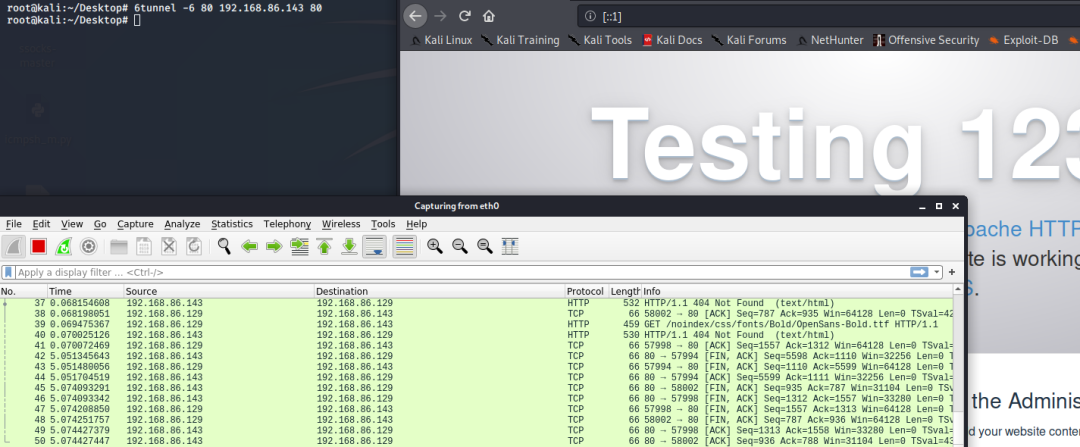 root@kali:~/Desktop# 6tunnel -6 80 192.168.86.143 80
root@kali:~/Desktop#
[::1]
Kali Linux Kali Training Kali Tools Kali Docs Kali Forums NetHunter Offensive Security Exploit-DB
Testing 123
Capturing from eth0
File Edit View Go Capture Analyze Statistics Telephony Wireless Tools Help
pache HTTP
te is working
S.
Apply a display filter ... <Ctrl-/>
No. Time Source Destination Protocol Length Info
37 0.068154608 192.168.86.143 192.168.86.129 HTTP 532 HTTP/1.1 404 Not Found (text/html)
38 0.068198051 192.168.86.129 192.168.86.143 TCP 66 58002 → 80 [ACK] Seq=787 Ack=935 Win=64128 Len=0 TSval=42
39 0.069475367 192.168.86.129 192.168.86.143 HTTP 459 GET /noindex/css/fonts/Bold/OpenSans-Bold.ttf HTTP/1.1
40 0.070025126 192.168.86.143 192.168.86.129 HTTP 530 HTTP/1.1 404 Not Found (text/html)
41 0.070072469 192.168.86.129 192.168.86.143 TCP 66 57998 → 80 [ACK] Seq=1557 Ack=1312 Win=64128 Len=0 TSval=
42 5.051345643 192.168.86.143 192.168.86.129 TCP 66 80 → 57994 [FIN, ACK] Seq=5598 Ack=1110 Win=32256 Len=0 T
43 5.051480056 192.168.86.129 192.168.86.143 TCP 66 57994 → 80 [FIN, ACK] Seq=1110 Ack=5599 Win=64128 Len=0 T
44 5.051704519 192.168.86.143 192.168.86.129 TCP 66 80 → 57994 [ACK] Seq=5599 Ack=1111 Win=32256 Len=0 TSval=
45 5.074093291 192.168.86.143 192.168.86.129 TCP 66 80 → 58002 [FIN, ACK] Seq=935 Ack=787 Win=31104 Len=0 TSv
46 5.074093342 192.168.86.143 192.168.86.129 TCP 66 80 → 57998 [FIN, ACK] Seq=1312 Ack=1557 Win=33280 Len=0 T
47 5.074208850 192.168.86.129 192.168.86.143 TCP 66 57998 → 80 [FIN, ACK] Seq=1557 Ack=1313 Win=64128 Len=0 T
48 5.074251757 192.168.86.129 192.168.86.143 TCP 66 58002 → 80 [FIN, ACK] Seq=787 Ack=936 Win=64128 Len=0 TSv
49 5.074427379 192.168.86.143 192.168.86.129 TCP 66 80 → 57998 [ACK] Seq=1313 Ack=1558 Win=33280 Len=0 TSval=
50 5.074427447 192.168.86.143 192.168.86.129 TCP 66 80 → 58002 [ACK] Seq=936 Ack=788 Win=31104 Len=0 TSval=43
the Adminis
d your website conten